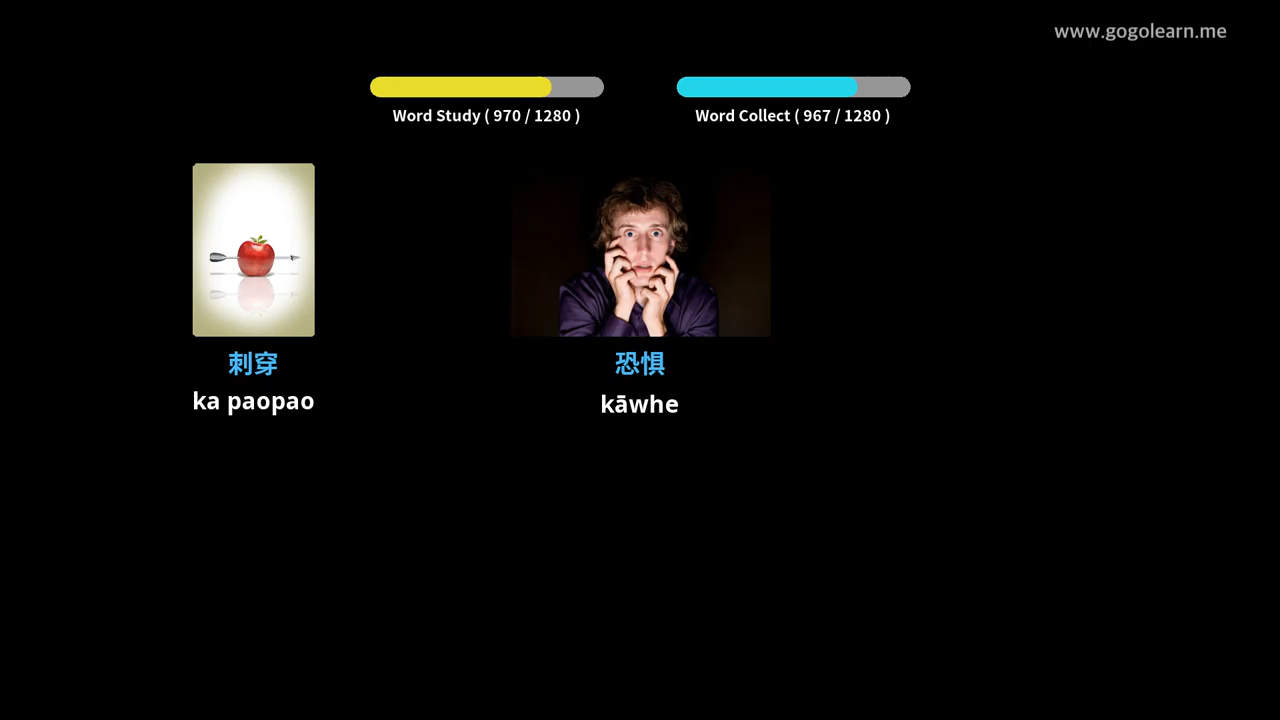 www.gogolearn.me
Word Study ( 970 / 1280 )
Word Collect ( 967 / 1280 )
刺穿
恐惧
ka paopao
kāwhe